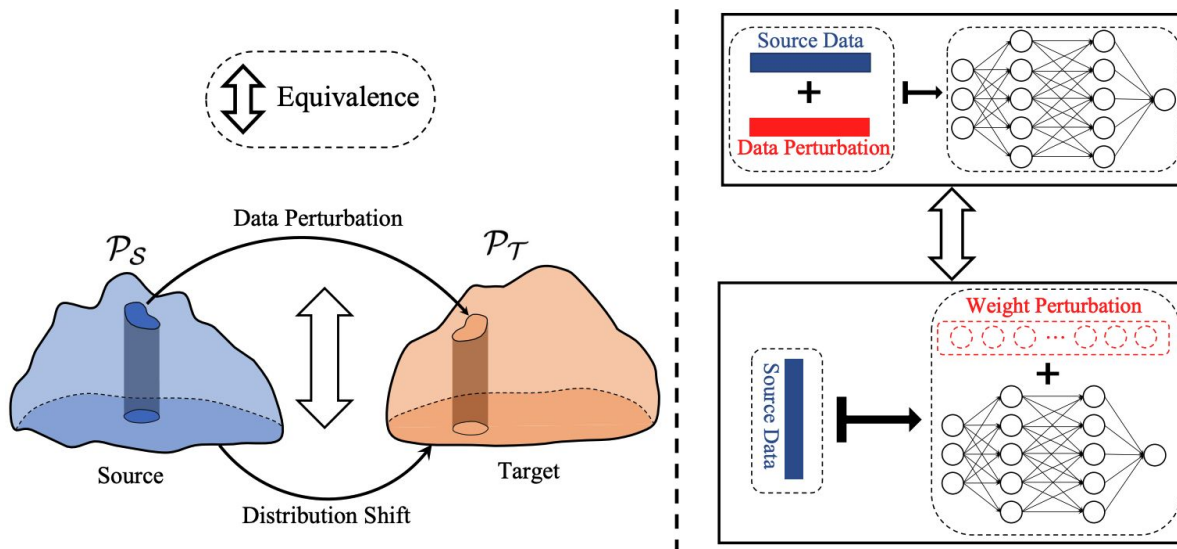 Equivalence
Data Perturbation
𝒫_𝒮
𝒫_𝒯
Source
Target
Distribution Shift
Source Data
+
Data Perturbation
Weight Perturbation
...
+
Source Data